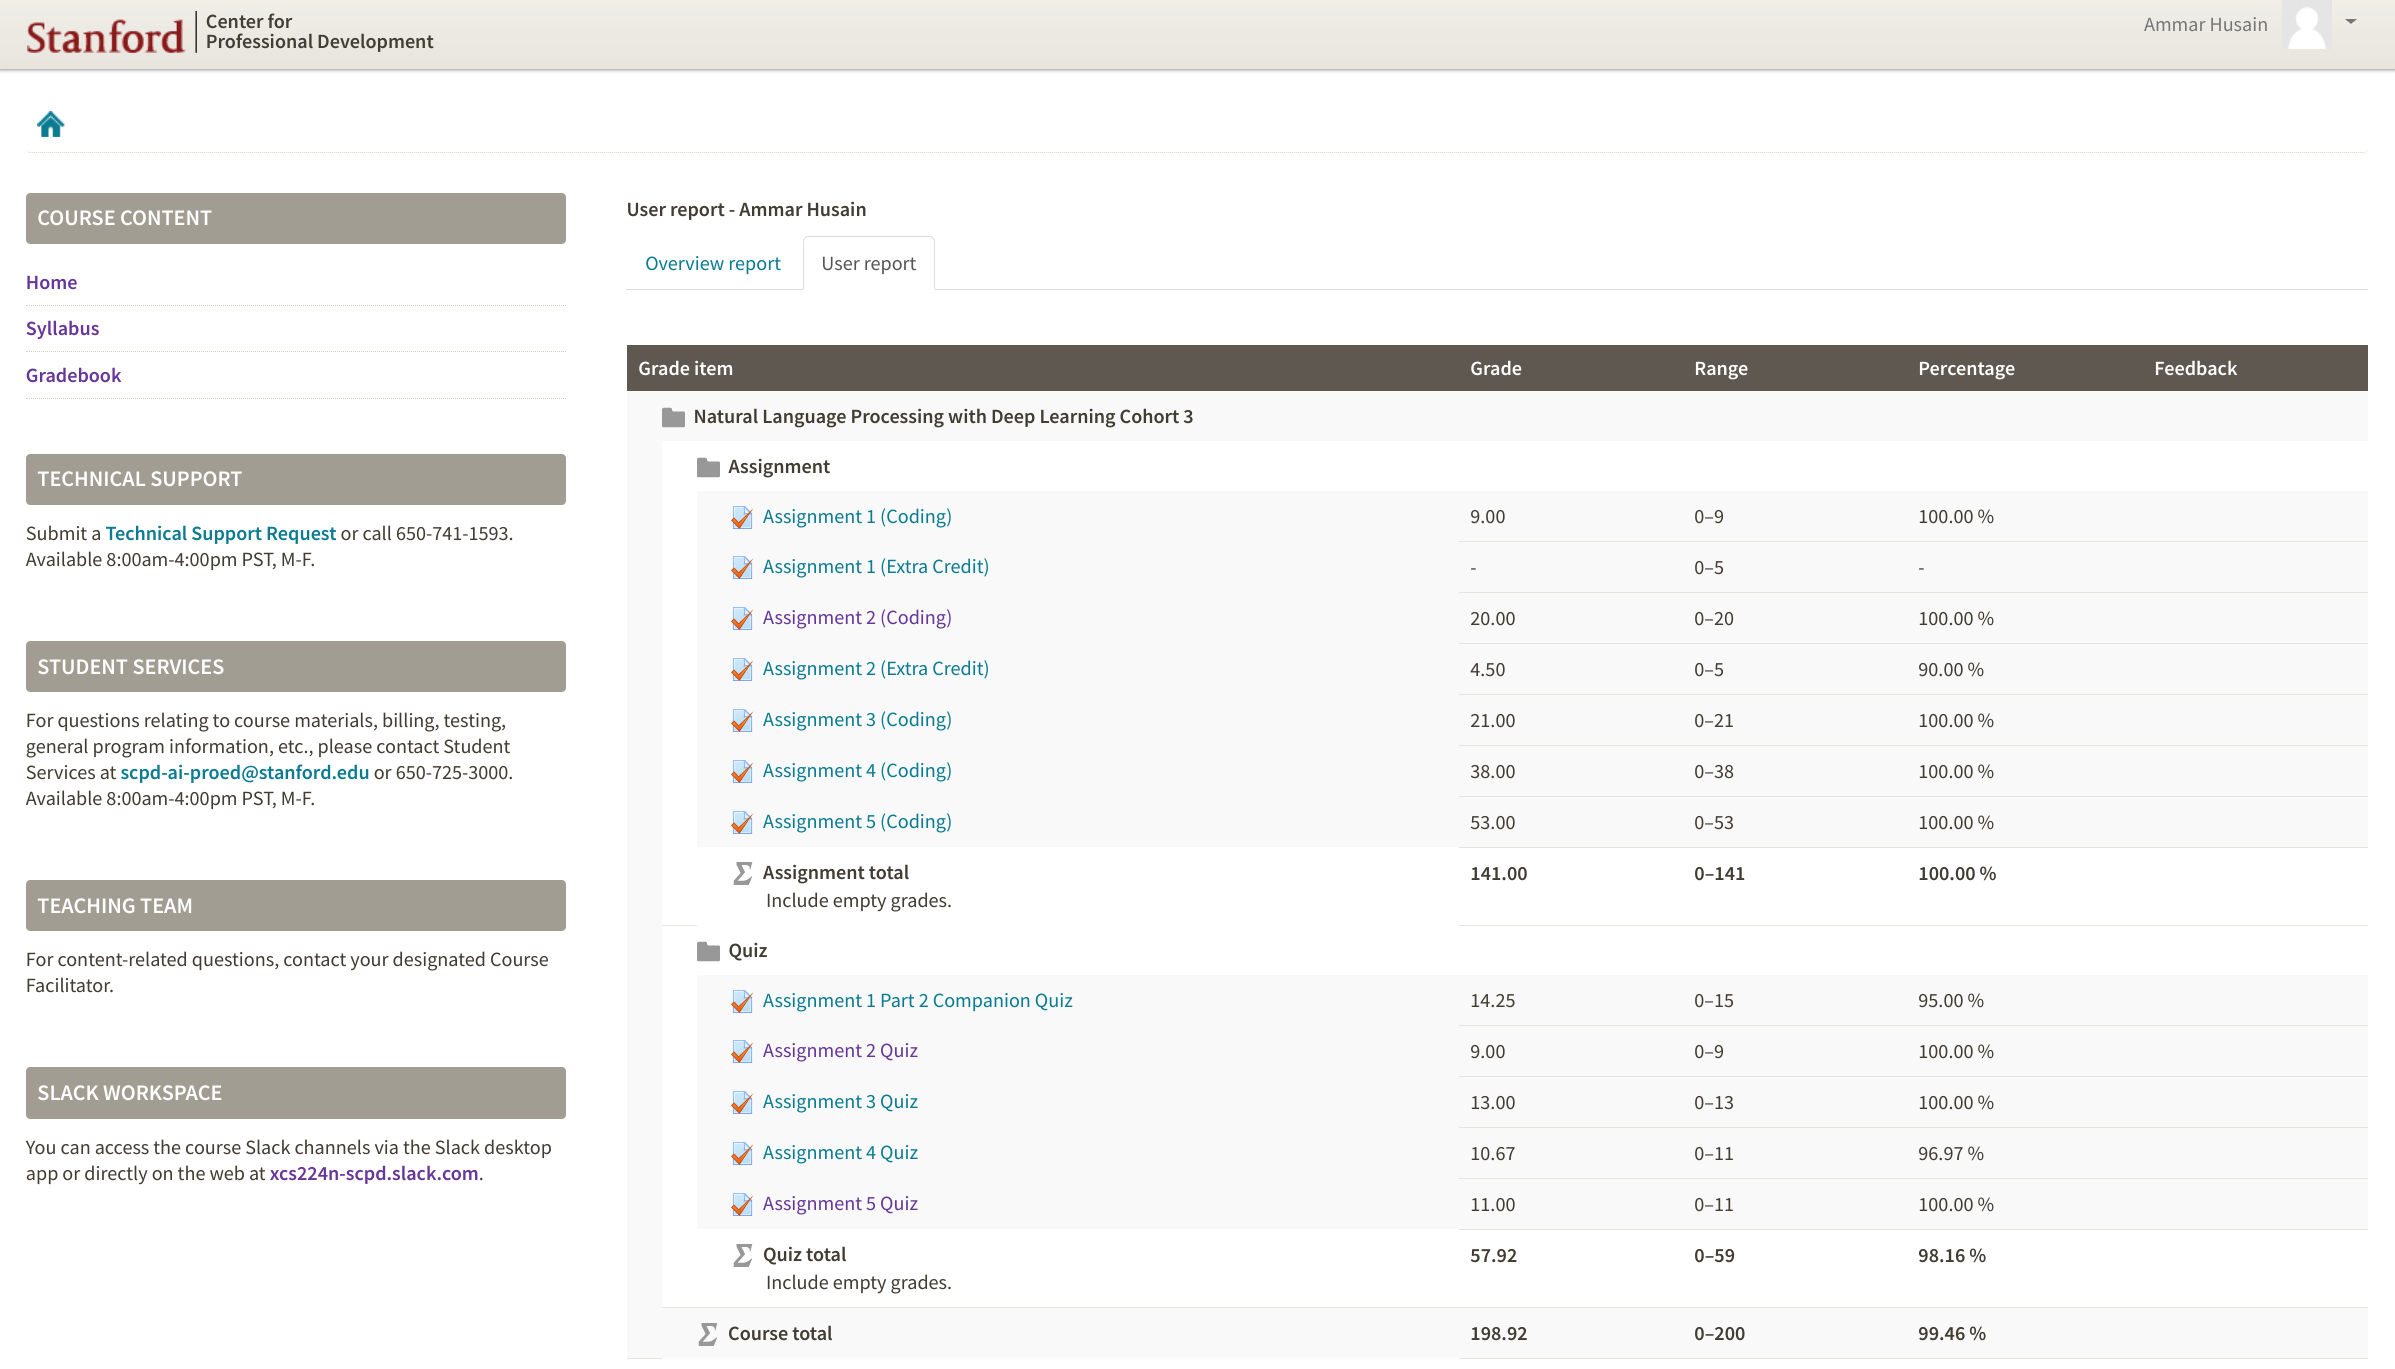 Stanford
Center for
Professional Development
Ammar Husain
COURSE CONTENT
Home
Syllabus
Gradebook
TECHNICAL SUPPORT
Submit a Technical Support Request or call 650-741-1593.
Available 8:00am-4:00pm PST, M-F.
STUDENT SERVICES
For questions relating to course materials, billing, testing,
general program information, etc., please contact Student
Services at scpd-ai-proed@stanford.edu or 650-725-3000.
Available 8:00am-4:00pm PST, M-F.
TEACHING TEAM
For content-related questions, contact your designated Course
Facilitator.
SLACK WORKSPACE
You can access the course Slack channels via the Slack desktop
app or directly on the web at xcs224n-scpd.slack.com.
User report - Ammar Husain
Overview report User report
Grade item Grade Range Percentage Feedback
Natural Language Processing with Deep Learning Cohort 3
Assignment
Assignment 1 (Coding) 9.00 0–9 100.00 %
Assignment 1 (Extra Credit) - 0–5 -
Assignment 2 (Coding) 20.00 0–20 100.00 %
Assignment 2 (Extra Credit) 4.50 0–5 90.00 %
Assignment 3 (Coding) 21.00 0–21 100.00 %
Assignment 4 (Coding) 38.00 0–38 100.00 %
Assignment 5 (Coding) 53.00 0–53 100.00 %
Σ Assignment total 141.00 0–141 100.00 %
Include empty grades.
Quiz
Assignment 1 Part 2 Companion Quiz 14.25 0–15 95.00 %
Assignment 2 Quiz 9.00 0–9 100.00 %
Assignment 3 Quiz 13.00 0–13 100.00 %
Assignment 4 Quiz 10.67 0–11 96.97 %
Assignment 5 Quiz 11.00 0–11 100.00 %
Σ Quiz total 57.92 0–59 98.16 %
Include empty grades.
Σ Course total 198.92 0–200 99.46 %